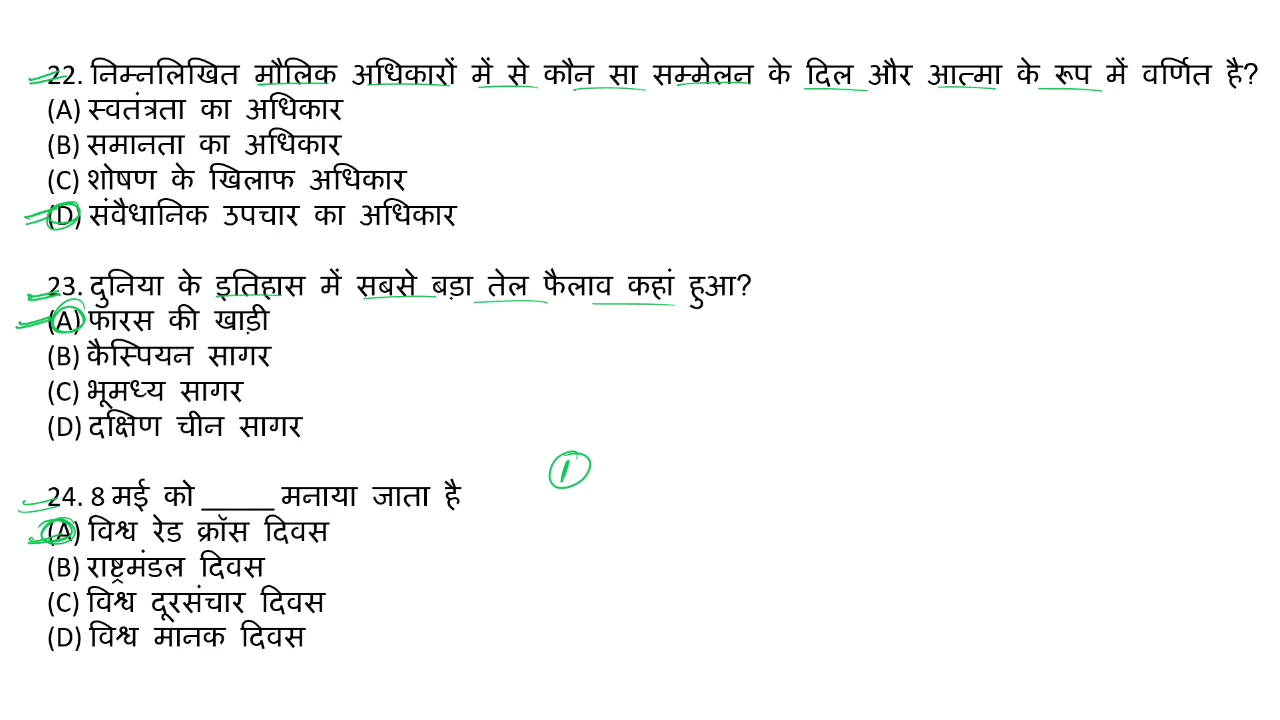 22. निम्नलिखित मौलिक अधिकारों में से कौन सा सम्मेलन के दिल और आत्मा के रूप में वर्णित है?
(A) स्वतंत्रता का अधिकार
(B) समानता का अधिकार
(C) शोषण के खिलाफ अधिकार
(D) संवैधानिक उपचार का अधिकार
23. दुनिया के इतिहास में सबसे बड़ा तेल फैलाव कहां हुआ?
(A) फारस की खाड़ी
(B) कैस्पियन सागर
(C) भूमध्य सागर
(D) दक्षिण चीन सागर
1
24. 8 मई को _____ मनाया जाता है
(A) विश्व रेड क्रॉस दिवस
(B) राष्ट्रमंडल दिवस
(C) विश्व दूरसंचार दिवस
(D) विश्व मानक दिवस